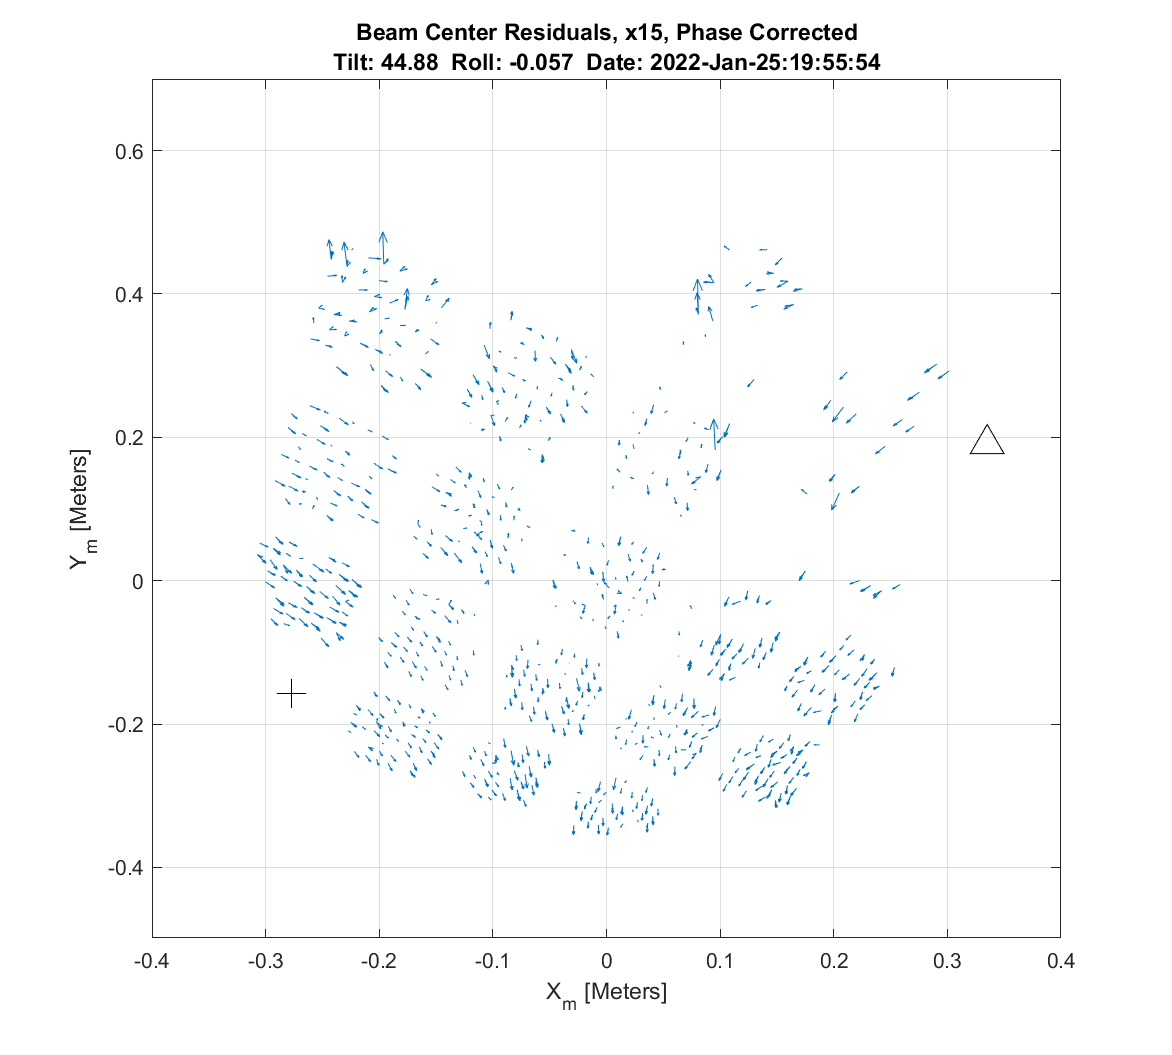 Beam Center Residuals, x15, Phase Corrected
Tilt: 44.88 Roll: -0.057 Date: 2022-Jan-25:19:55:54
0.6
0.4
0.2
0
-0.2
-0.4
Y_m [Meters]
-0.4 -0.3 -0.2 -0.1 0 0.1 0.2 0.3 0.4
X_m [Meters]